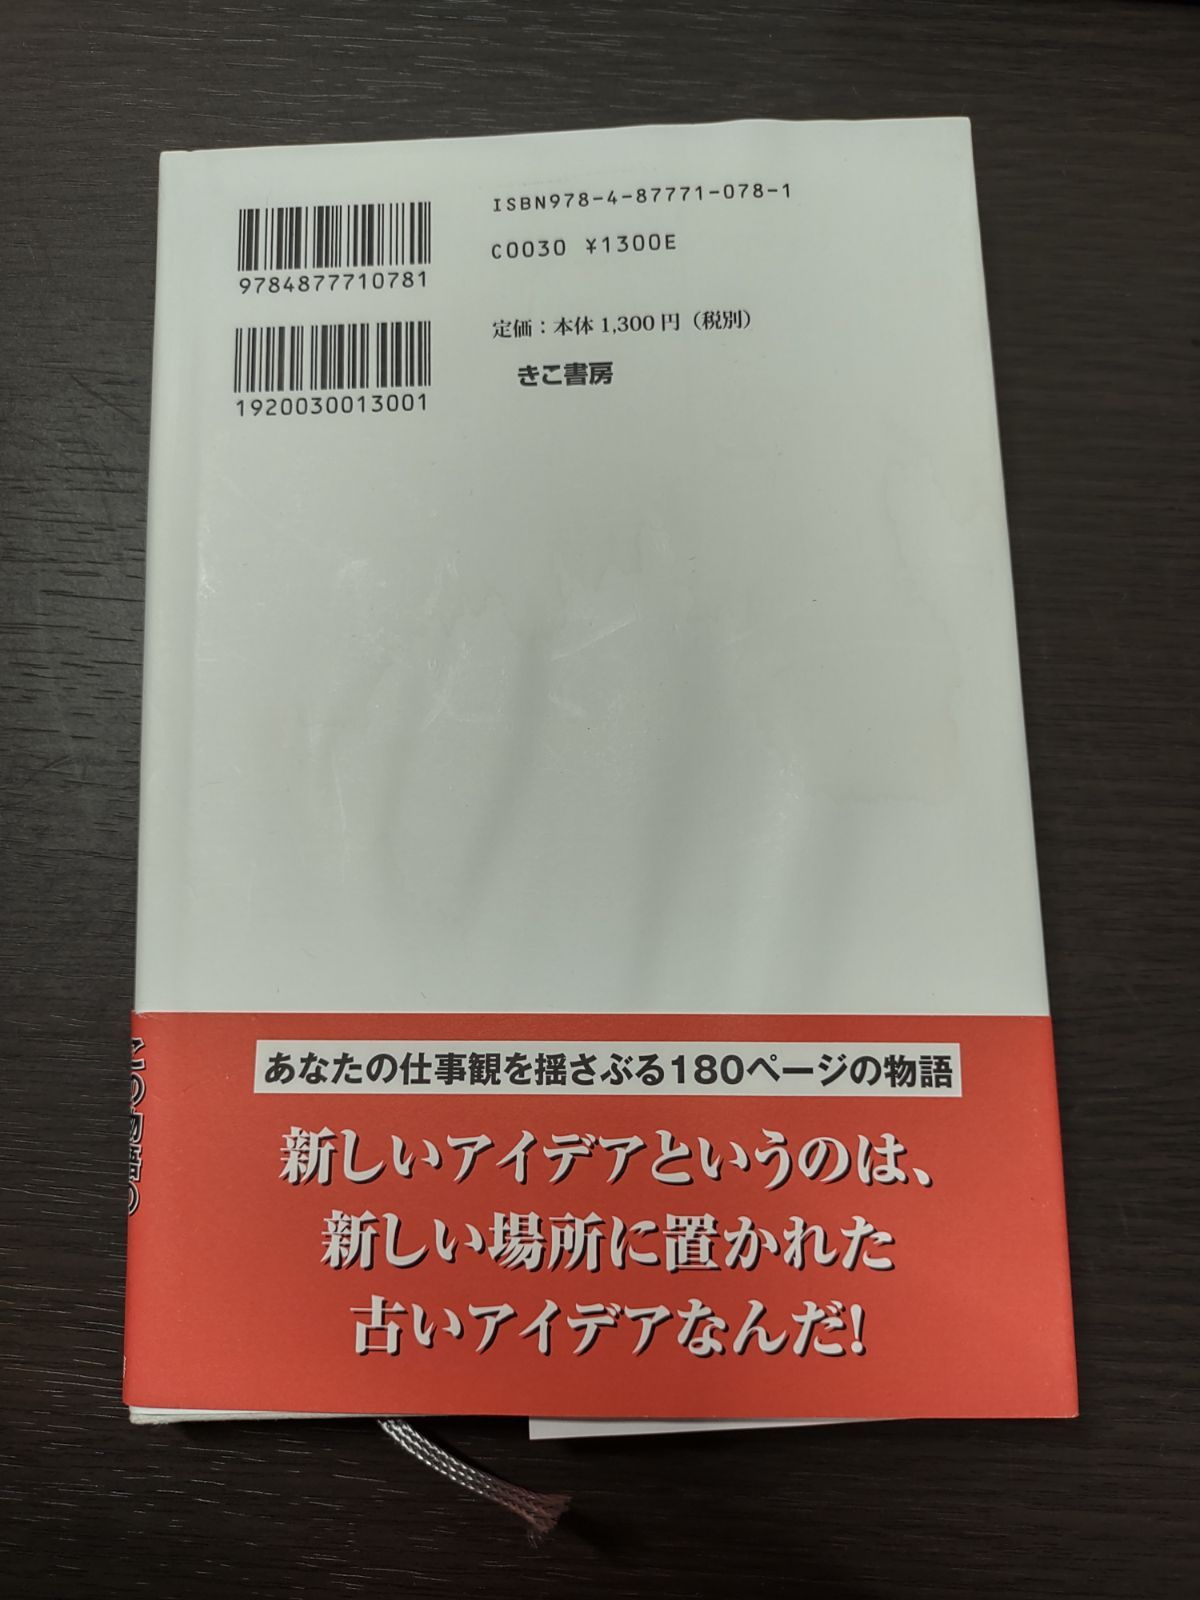 ISBN978-4-87771-078-1
9784877710781
C0030 ¥1300E
定価：本体1,300円（税別）
1920030013001
きこ書房
この物語の
あなたの仕事観を揺さぶる180ページの物語
新しいアイデアというのは、
新しい場所に置かれた
古いアイデアなんだ！